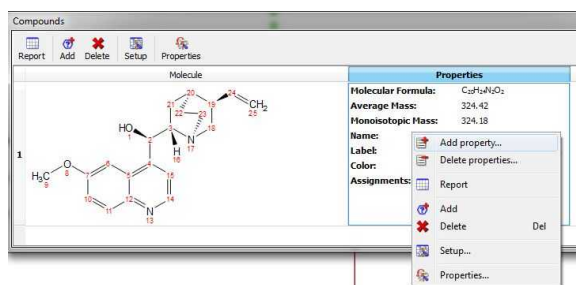 Compounds
Report Add Delete Setup Properties
Molecule Properties
1
20
21 19 24 CH₂
22 23 25
HO 3 18
1 2 N
H 17
16
4
O 6 15
H₃C 8 7 5
9
10 12 14
11 N
13
Molecular Formula: C₂₀H₂₄N₂O₂
Average Mass: 324.42
Monoisotopic Mass: 324.18
Name:
Label:
Color:
Assignments:
Add property...
Delete properties...
Report
Add
Delete Del
Setup...
Properties...